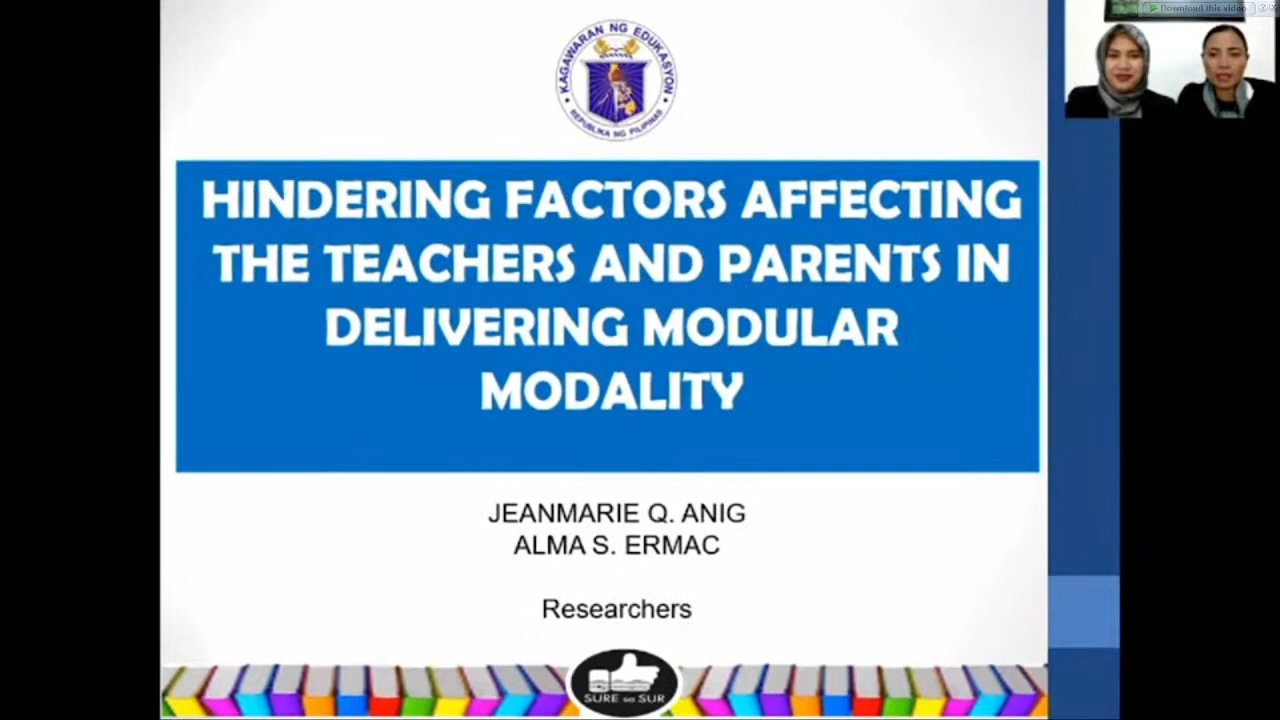 Download this video
KAGAWARAN NG EDUKASYON
REPUBLIKA NG PILIPINAS
HINDERING FACTORS AFFECTING
THE TEACHERS AND PARENTS IN
DELIVERING MODULAR
MODALITY
JEANMARIE Q. ANIG
ALMA S. ERMAC
Researchers
SURE sa SUR